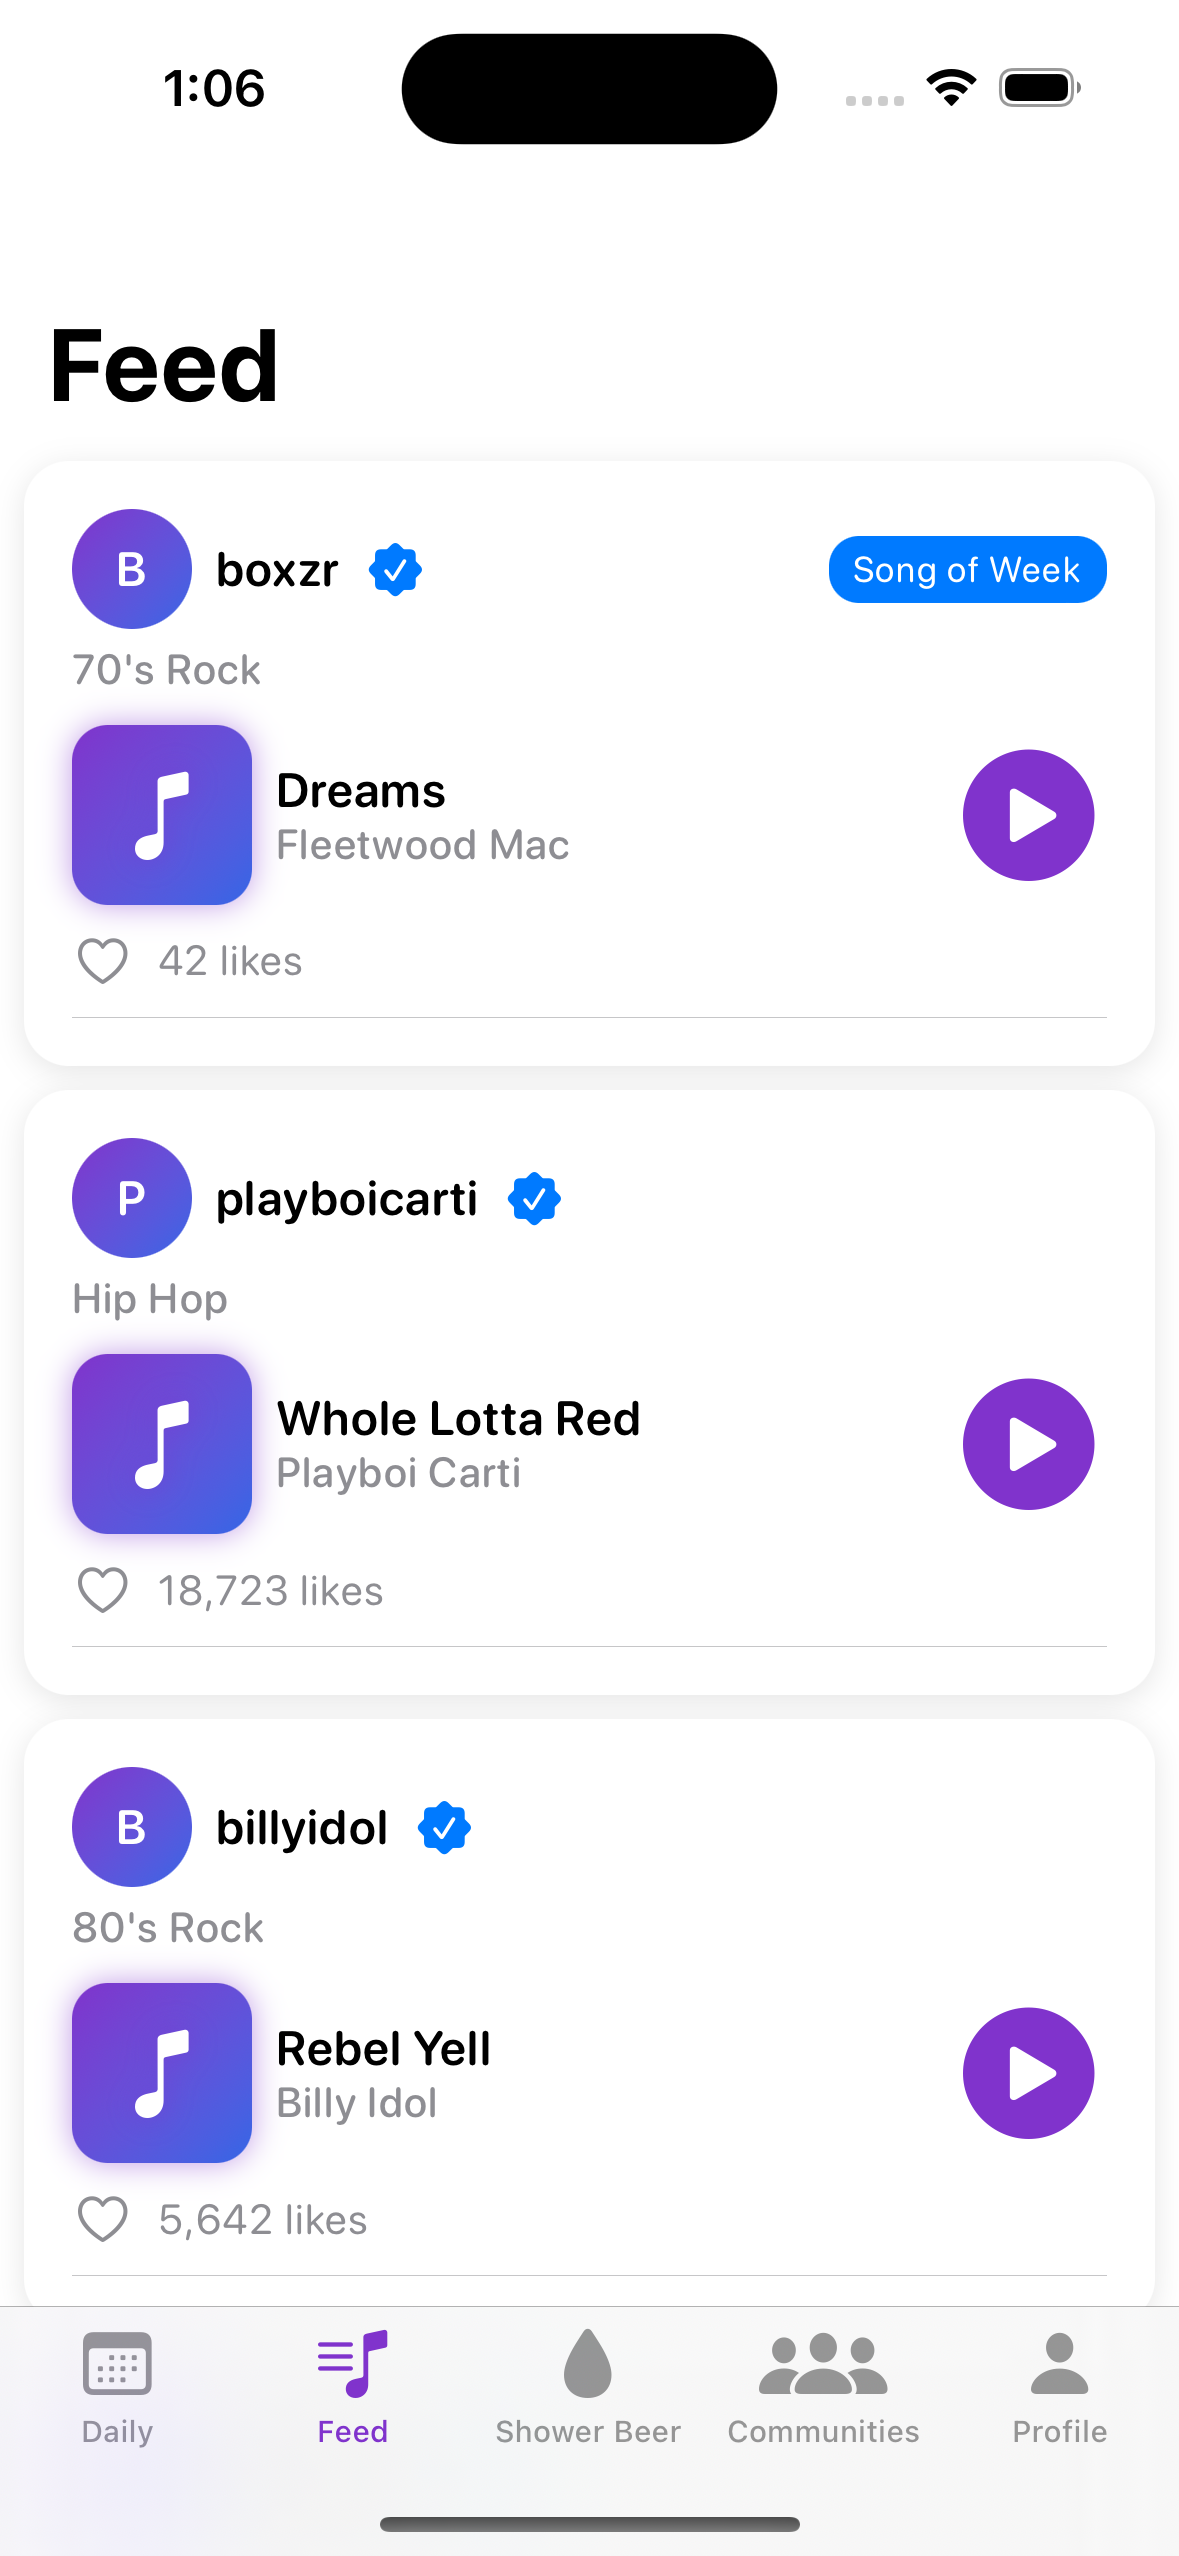 1:06
Feed
B boxzr Song of Week
70's Rock
Dreams
Fleetwood Mac
42 likes
P playboicarti
Hip Hop
Whole Lotta Red
Playboi Carti
18,723 likes
B billyidol
80's Rock
Rebel Yell
Billy Idol
5,642 likes
Daily Feed Shower Beer Communities Profile